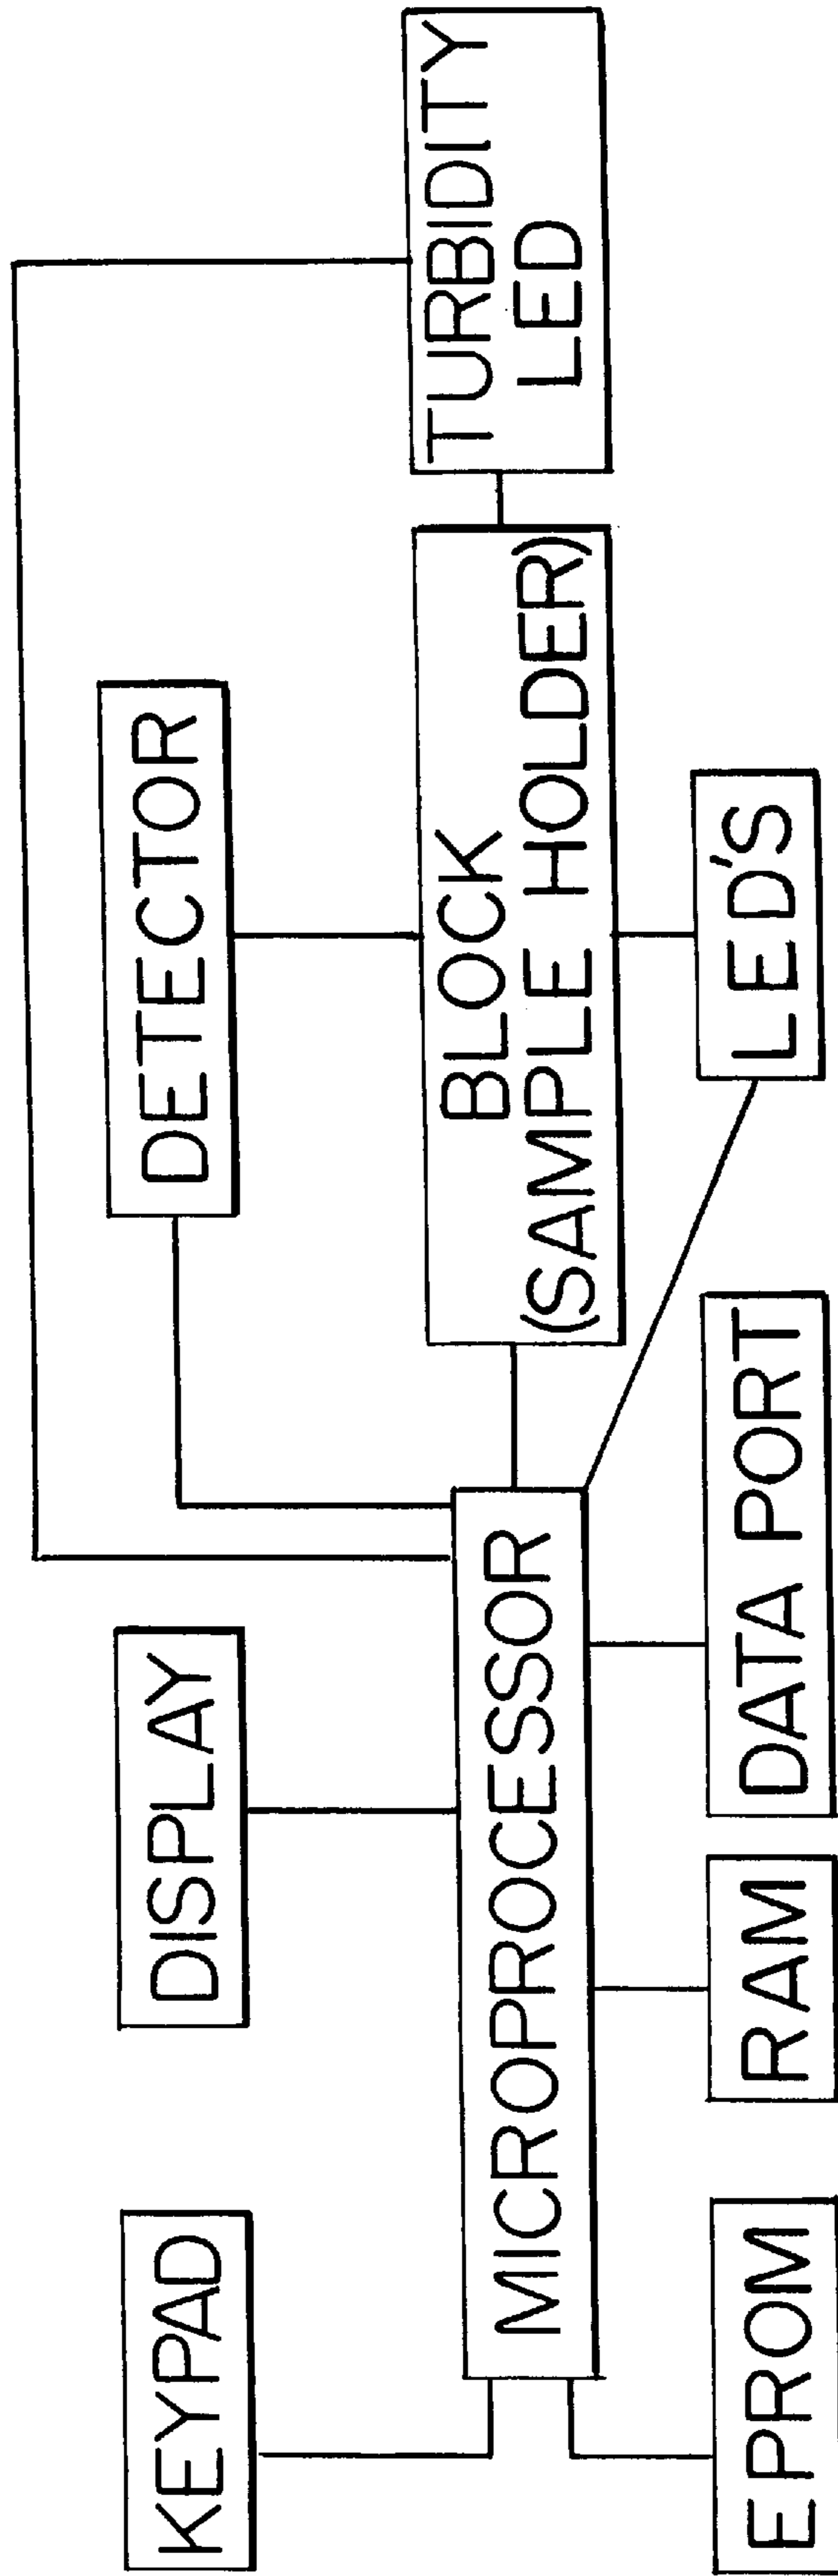 KEYPAD
DISPLAY
DETECTOR
MICROPROCESSOR
BLOCK
(SAMPLE HOLDER)
TURBIDITY
LED
EPROM
RAM
DATA PORT
LED'S